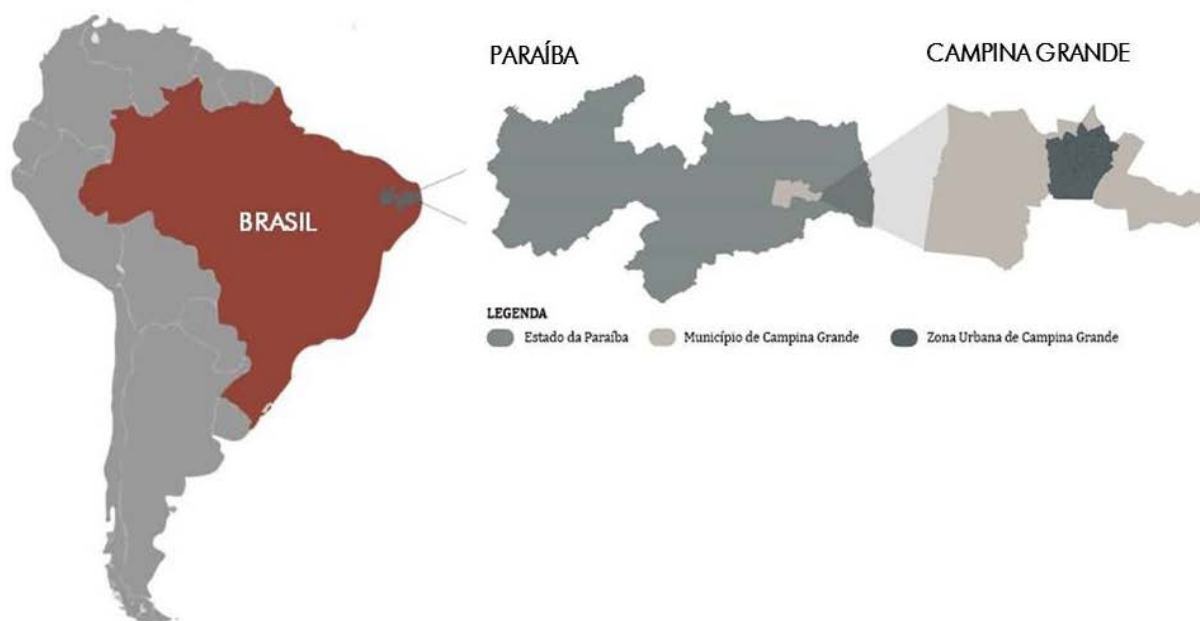 PARAÍBA
CAMPINA GRANDE
BRASIL
LEGENDA
Estado da Paraíba
Município de Campina Grande
Zona Urbana de Campina Grande